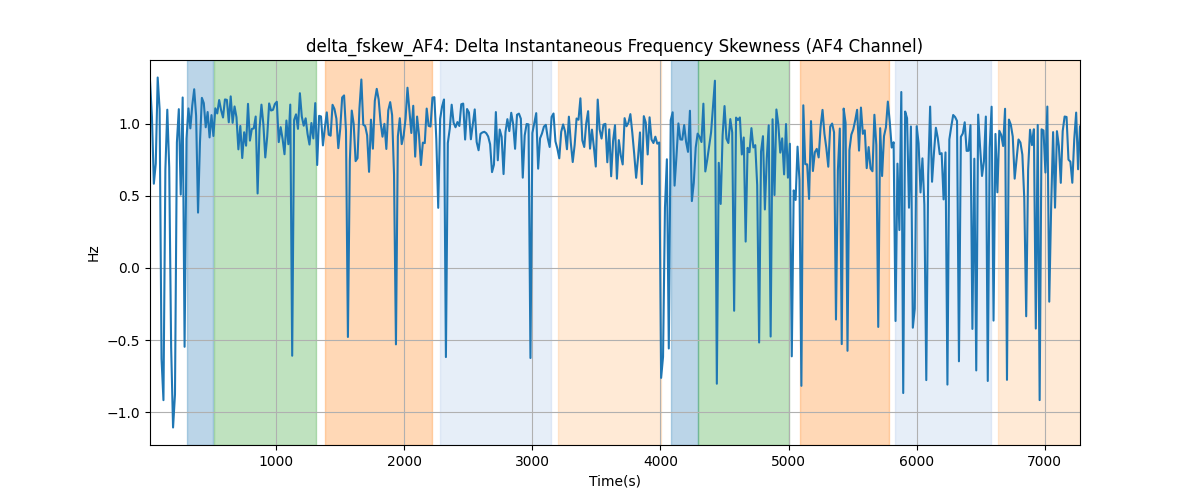 delta_fskew_AF4: Delta Instantaneous Frequency Skewness (AF4 Channel)
1.0
0.5
0.0
−0.5
−1.0
Hz
1000 2000 3000 4000 5000 6000 7000
Time(s)